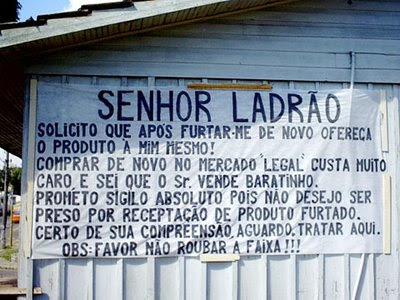 SENHOR LADRÃO
SOLICITO QUE APÓS FURTAR-ME DE NOVO OFEREÇA
O PRODUTO A MIM MESMO!
COMPRAR DE NOVO NO MERCADO "LEGAL" CUSTA MUITO
CARO, E SEI QUE O Sr. VENDE BARATINHO.
PROMETO SÍGILO ABSOLUTO POIS NÃO DESEJO SER
PRESO POR RECEPTAÇÃO DE PRODUTO FURTADO.
CERTO DE SUA COMPREENSÃO, AGUARDO, TRATAR AQUI.
OBS: FAVOR NÃO ROUBAR A FAIXA!!!